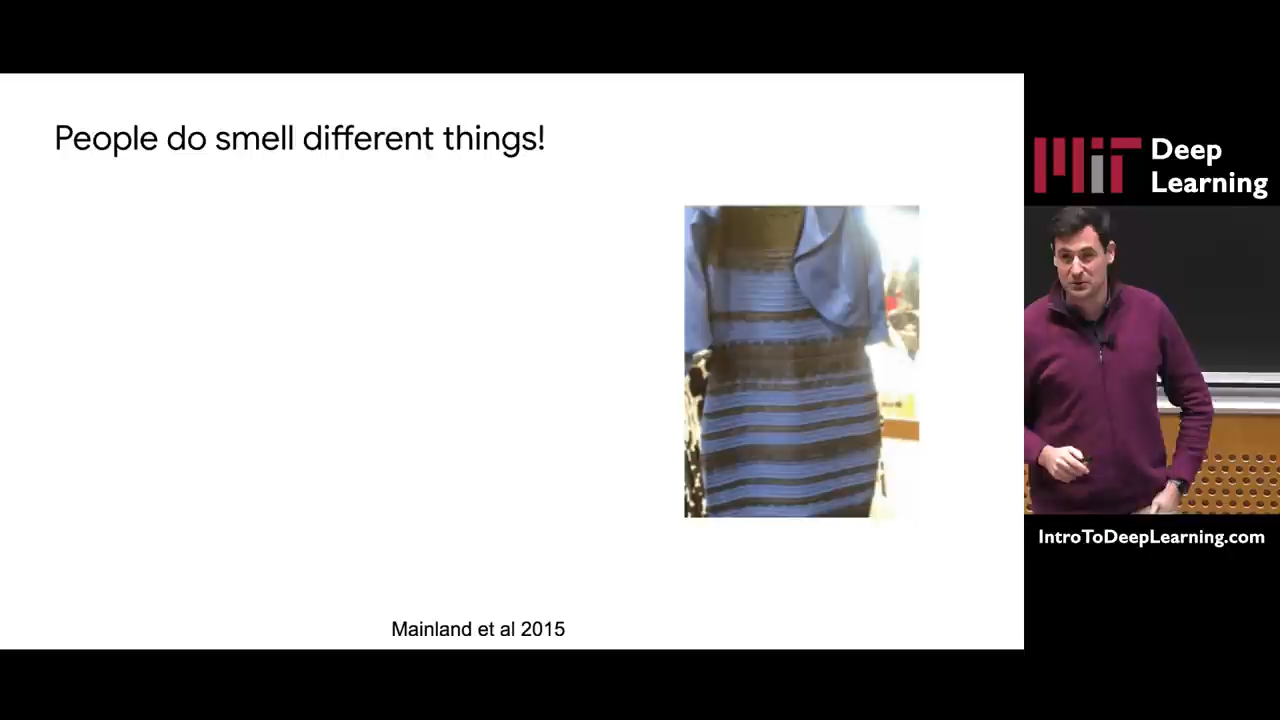 People do smell different things!
Mainland et al 2015
MIT Deep
Learning
IntroToDeepLearning.com